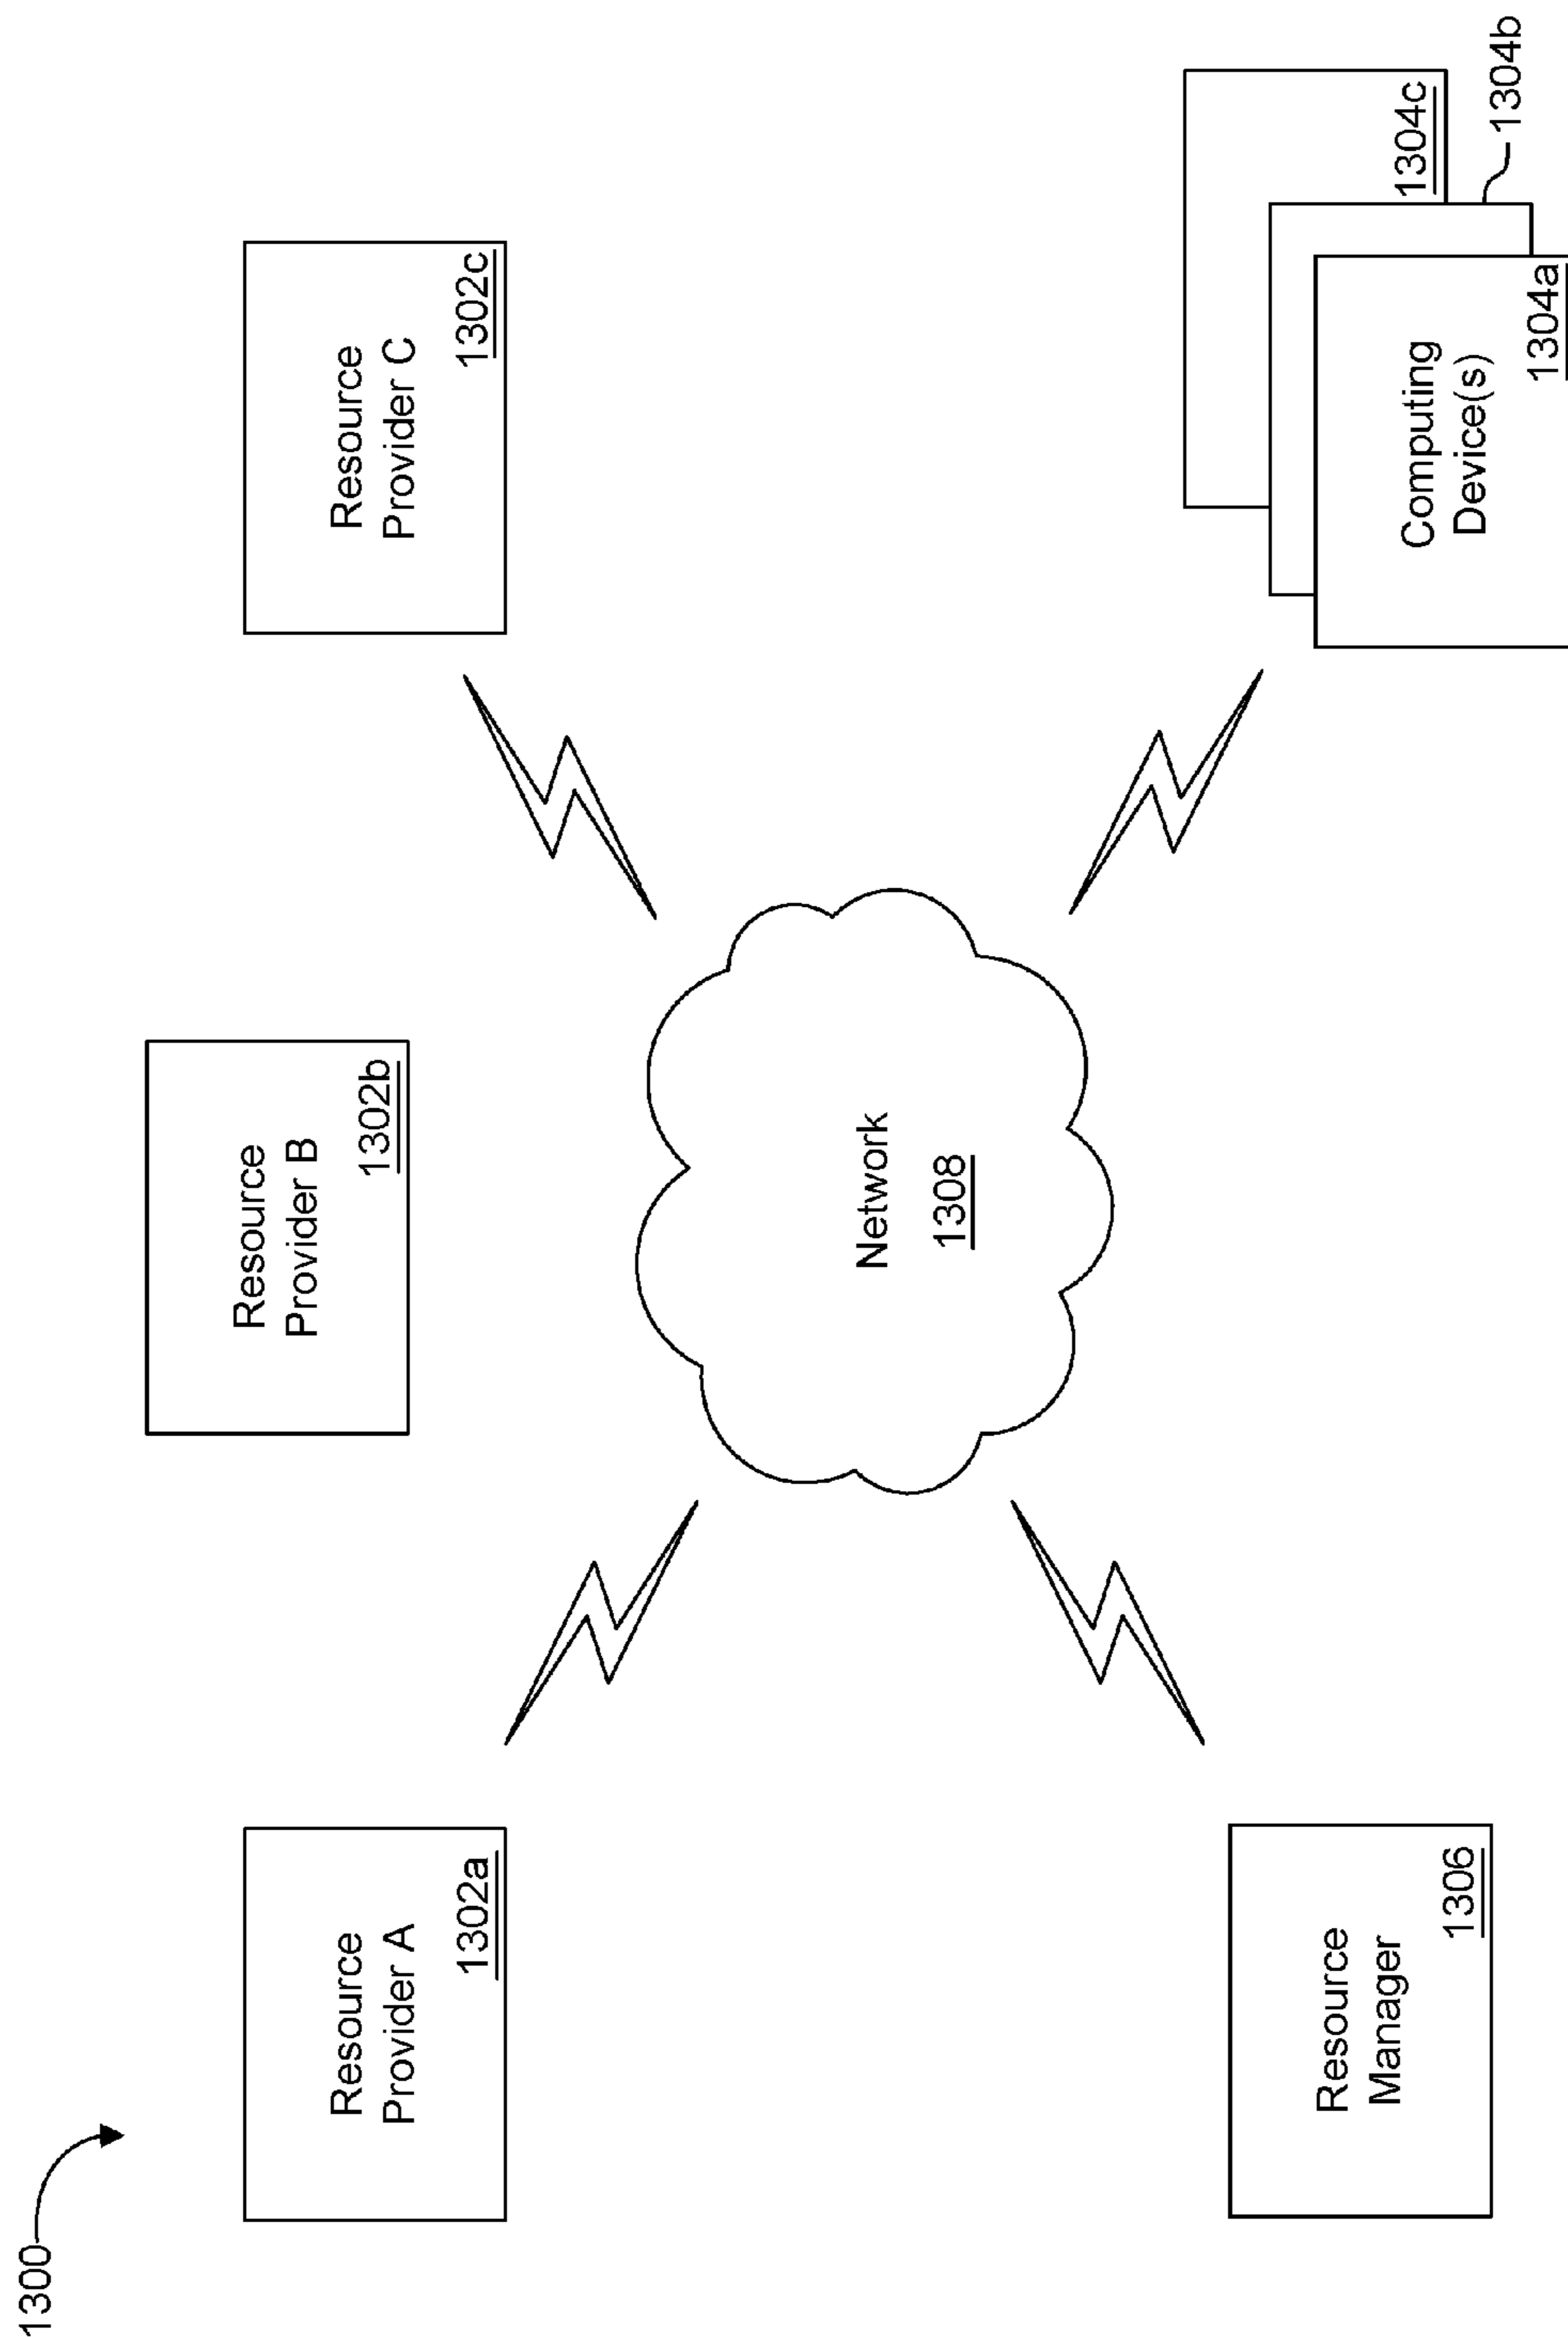 1300
Resource
Provider A
1302a
Resource
Provider B
1302b
Resource
Provider C
1302c
Network
1308
Resource
Manager
1306
Computing
Device(s)
1304a
1304b
1304c